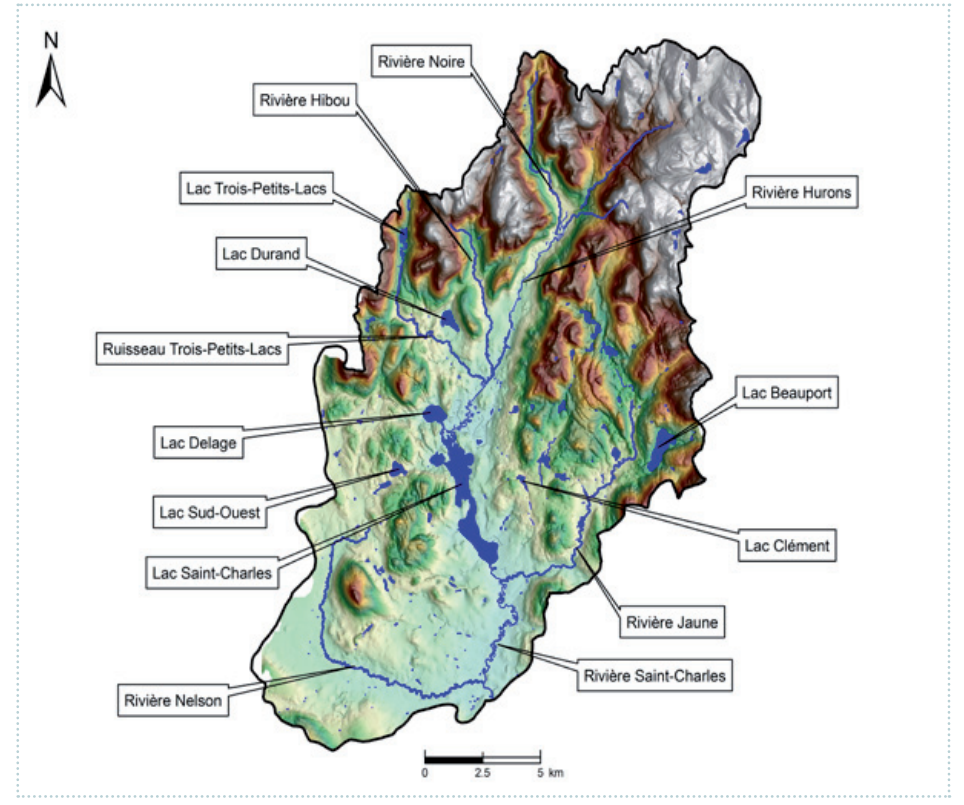 N
Rivière Noire
Rivière Hibou
Lac Trois-Petits-Lacs
Rivière Hurons
Lac Durand
Ruisseau Trois-Petits-Lacs
Lac Beauport
Lac Delage
Lac Sud-Ouest
Lac Clément
Lac Saint-Charles
Rivière Jaune
Rivière Saint-Charles
Rivière Nelson
0 2.5 5 km